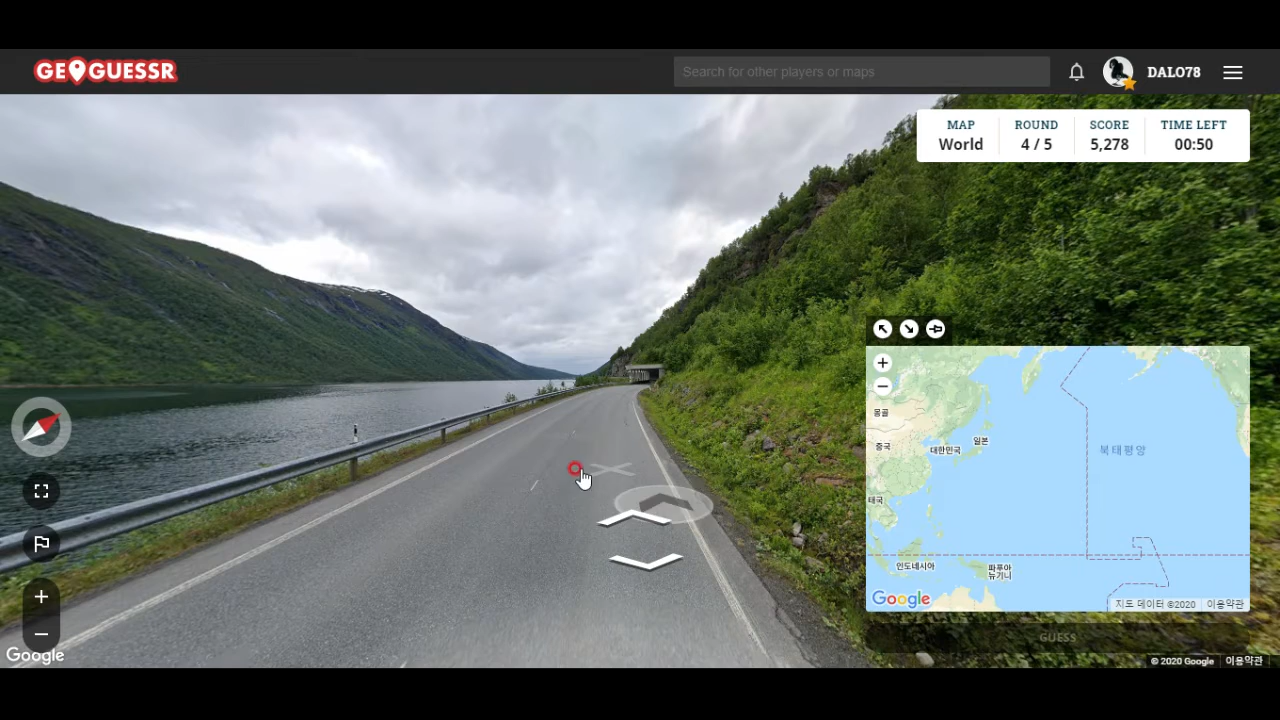 GEOGUESSR
Search for other players or maps
DALO78
MAP
World
ROUND
4 / 5
SCORE
5,278
TIME LEFT
00:50
+
−
몽골
중국
대한민국
일본
북태평양
태국
인도네시아
파푸아
뉴기니
Google
지도 데이터 ©2020
이용약관
GUESS
+
−
Google
© 2020 Google
이용약관